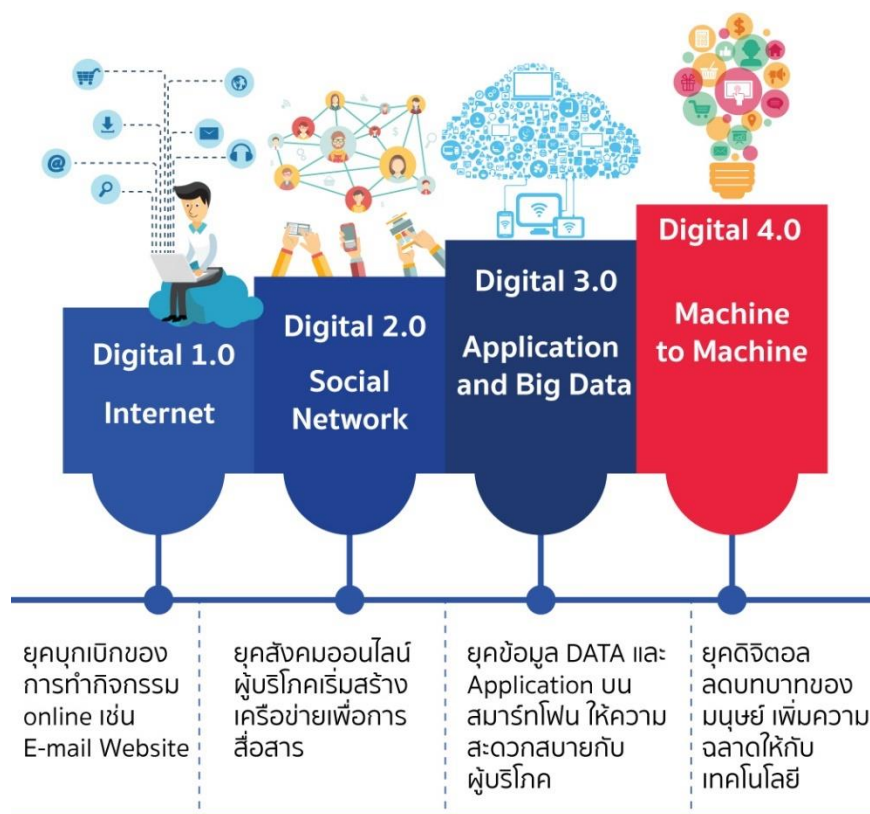 Digital 1.0
Internet
Digital 2.0
Social
Network
Digital 3.0
Application
and Big Data
Digital 4.0
Machine
to Machine
ยุคบุกเบิกของ
การทำกิจกรรม
online เช่น
E-mail Website
ยุคสังคมออนไลน์
ผู้บริโภคเริ่มสร้าง
เครือข่ายเพื่อการ
สื่อสาร
ยุคข้อมูล DATA และ
Application บน
สมาร์ทโฟน ให้ความ
สะดวกสบายกับ
ผู้บริโภค
ยุคดิจิตอล
ลดบทบาทของ
มนุษย์ เพิ่มความ
ฉลาดให้กับ
เทคโนโลยี